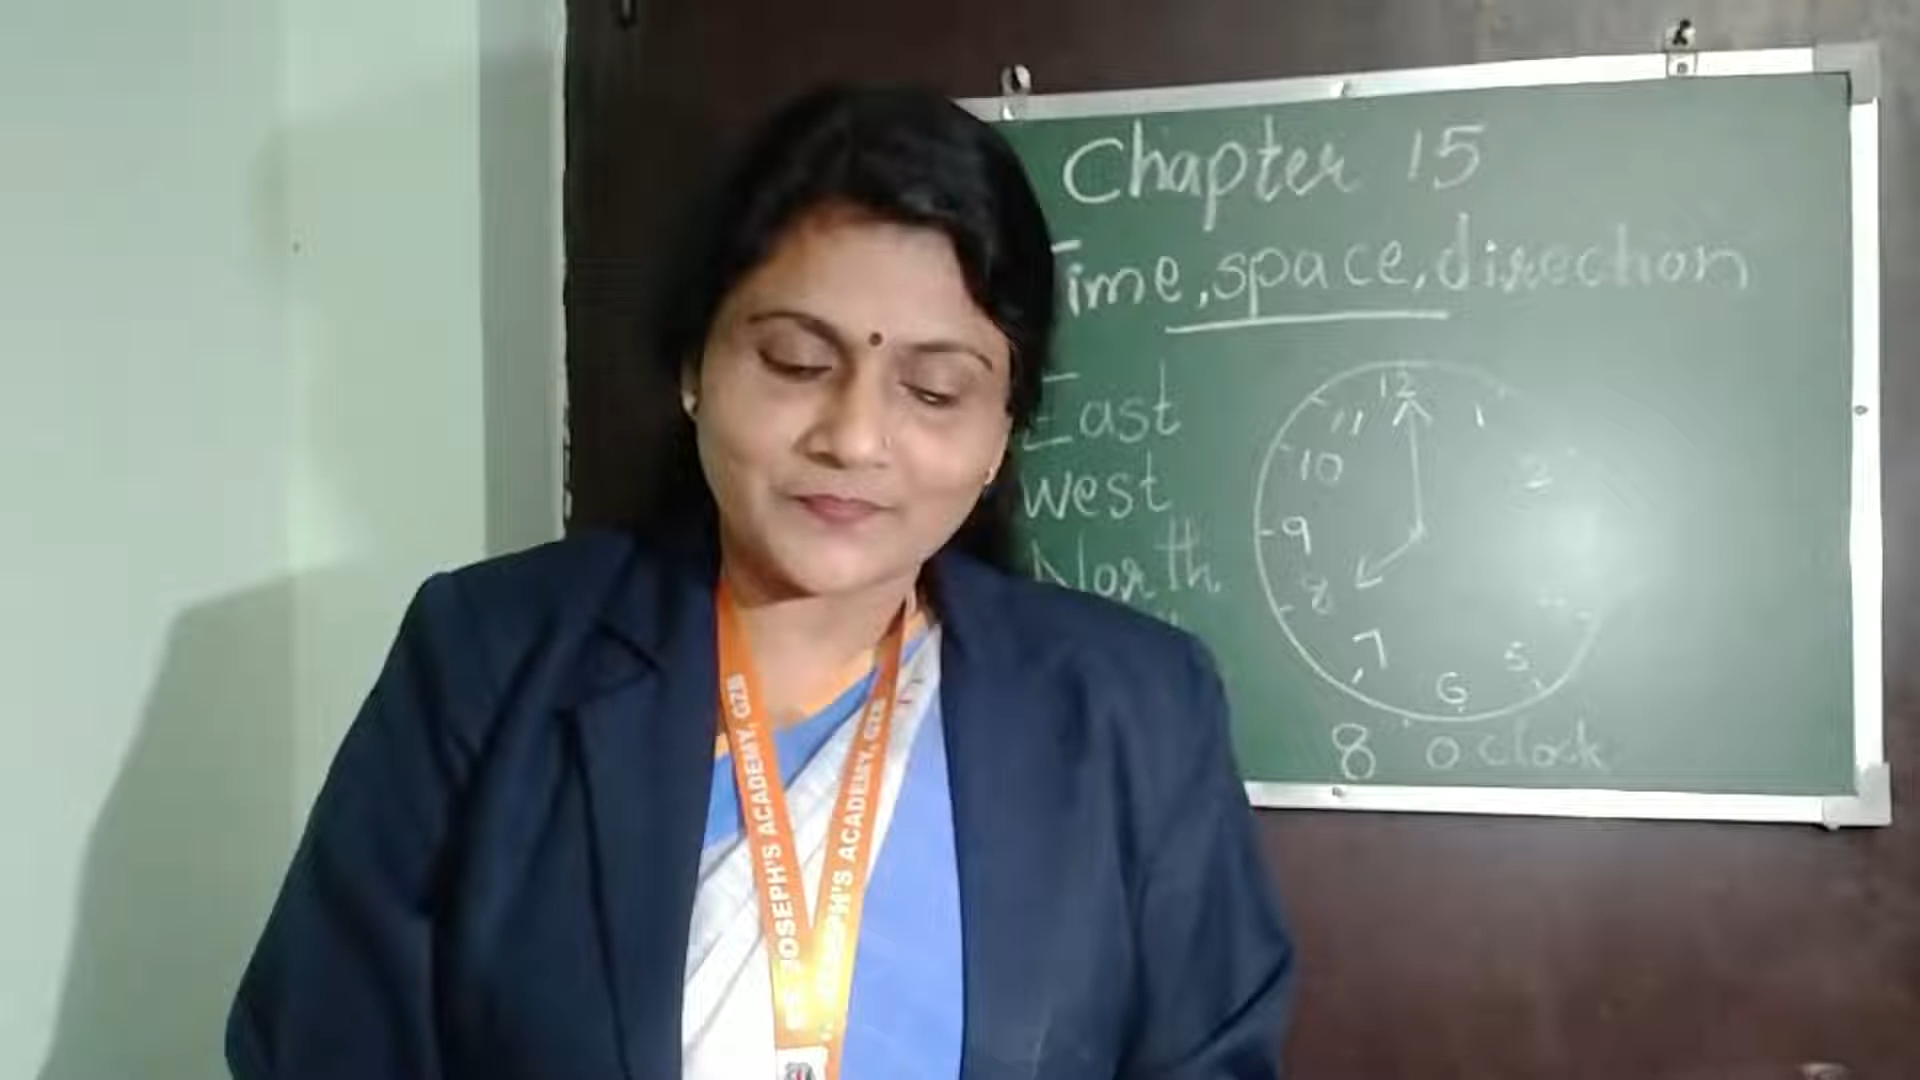 Chapter 15
Time, space, direction
East
west
North
12
11
1
10
2
9
8
7
5
6
8 o clock
JOSEPH'S ACADEMY, GZB
JOSEPH'S ACADEMY, GZB